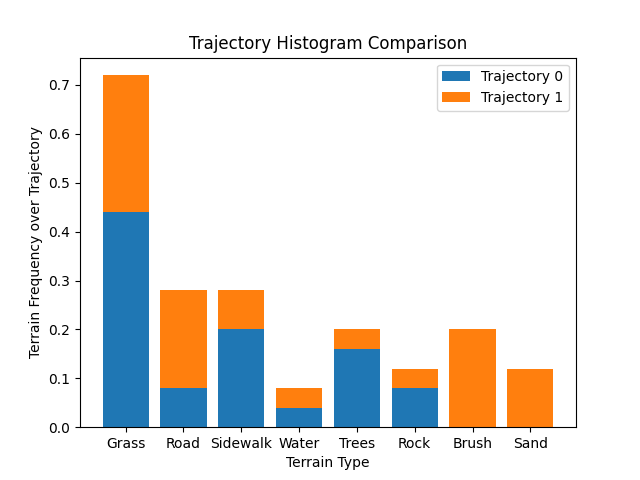 Trajectory Histogram Comparison
Trajectory 0
Trajectory 1
Terrain Frequency over Trajectory
0.7
0.6
0.5
0.4
0.3
0.2
0.1
0.0
Grass Road Sidewalk Water Trees Rock Brush Sand
Terrain Type